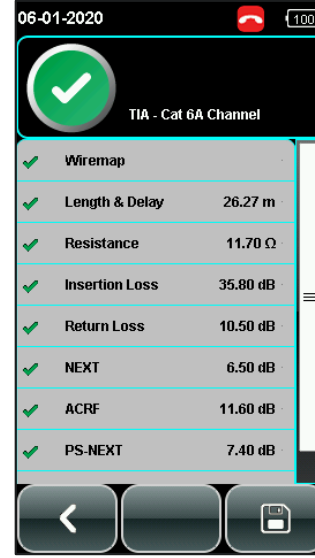 06-01-2020 100
TIA - Cat 6A Channel
Wiremap
Length & Delay 26.27 m
Resistance 11.70 Ω
Insertion Loss 35.80 dB
Return Loss 10.50 dB
NEXT 6.50 dB
ACRF 11.60 dB
PS-NEXT 7.40 dB